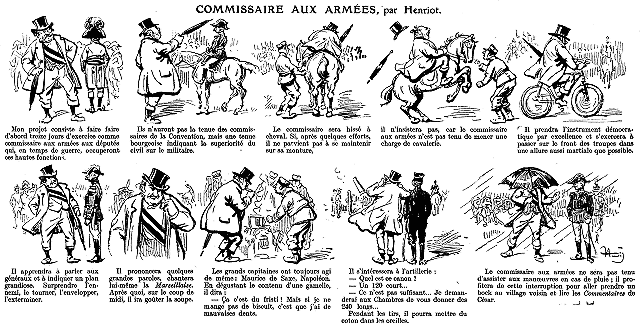 COMMISSAIRE AUX ARMÉES, par Henriot.
Mon projet consiste à faire faire
d'abord treize jours d'exercice comme
commissaire aux armées aux députés
qui, en temps de guerre, occuperont
ces hautes fonctions.
Ils n'auront pas la tenue des commis-
saires de la Convention, mais une tenue
bourgeoise indiquant la superiorité du
civil sur le militaire.
Le commissaire sera hissé à
cheval. Si, après quelques efforts,
il ne parvient pas à se maintenir
sur sa monture,
il n'insistera pas, car le commissaire
aux armées n'est pas tenu de mener une
charge de cavalerie.
Il prendra l'instrument démocra-
tique par excellence et s'exercera à
passer sur le front des troupes dans
une allure aussi martiale que possible.
Il apprendra à parler aux
généraux et à indiquer un plan
grandiose. Surprendre l'en-
nemi, le tourner, l'envelopper,
l'exterminer.
Il prononcera quelques
grandes paroles, chantera
lui-même la Marseillaise.
Après quoi, sur le coup de
midi, il ira goûter la soupe.
Les grands capitaines ont toujours agi
de même : Maurice de Saxe, Napoléon.
En dégustant le contenu d'une gamelle,
il dira :
— Ça c'est du fristi ! Mais si je ne
mange pas de biscuit, c'est que j'ai de
mauvaises dents.
Il s'intéressera à l'artillerie :
— Quel est ce canon ?
— Un 120 court...
— Ce n'est pas suffisant... Je deman-
derai aux Chambres de vous donner des
240 longs...
Pendant les tirs, il pourra mettre du
coton dans les oreilles.
Le commissaire aux armées ne sera pas tenu
d'assister aux manœuvres en cas de pluie ; il pro-
fitera de cette interruption pour aller prendre un
bock au village voisin et lire les Commentaires de
César.